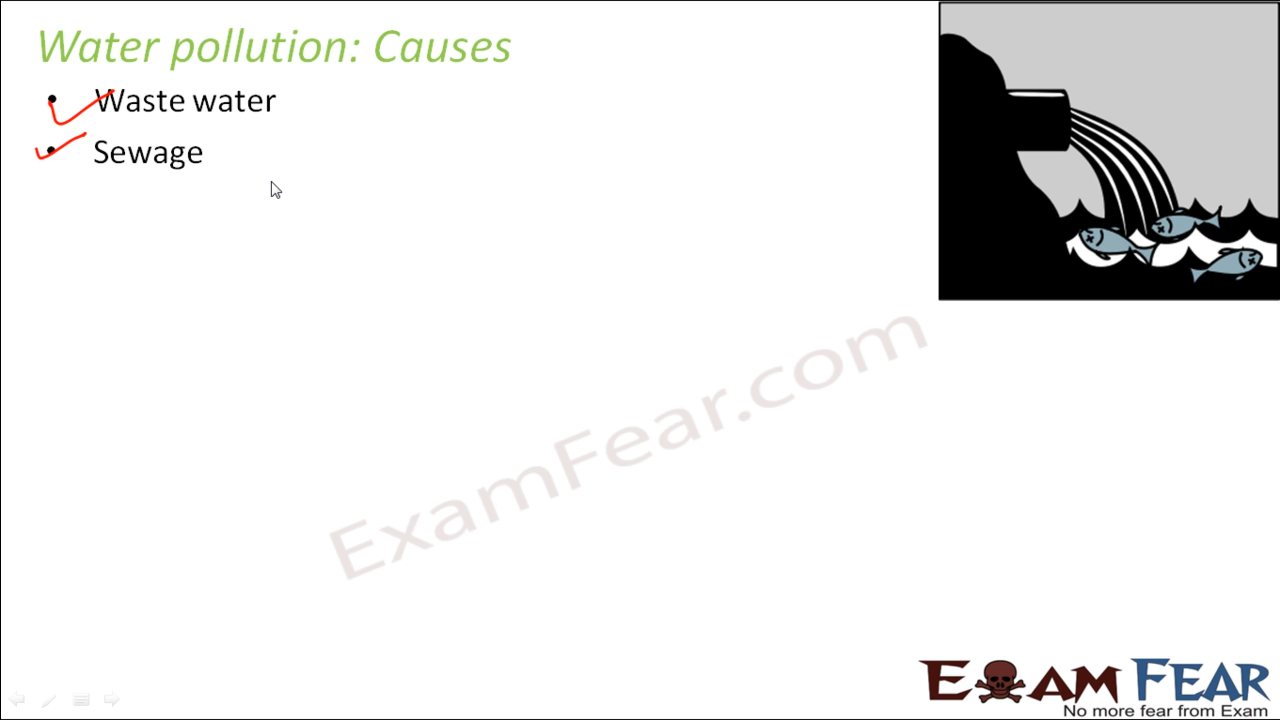 Water pollution: Causes
• Waste water
• Sewage
ExamFear.com
EXAM FEAR
No more fear from Exam